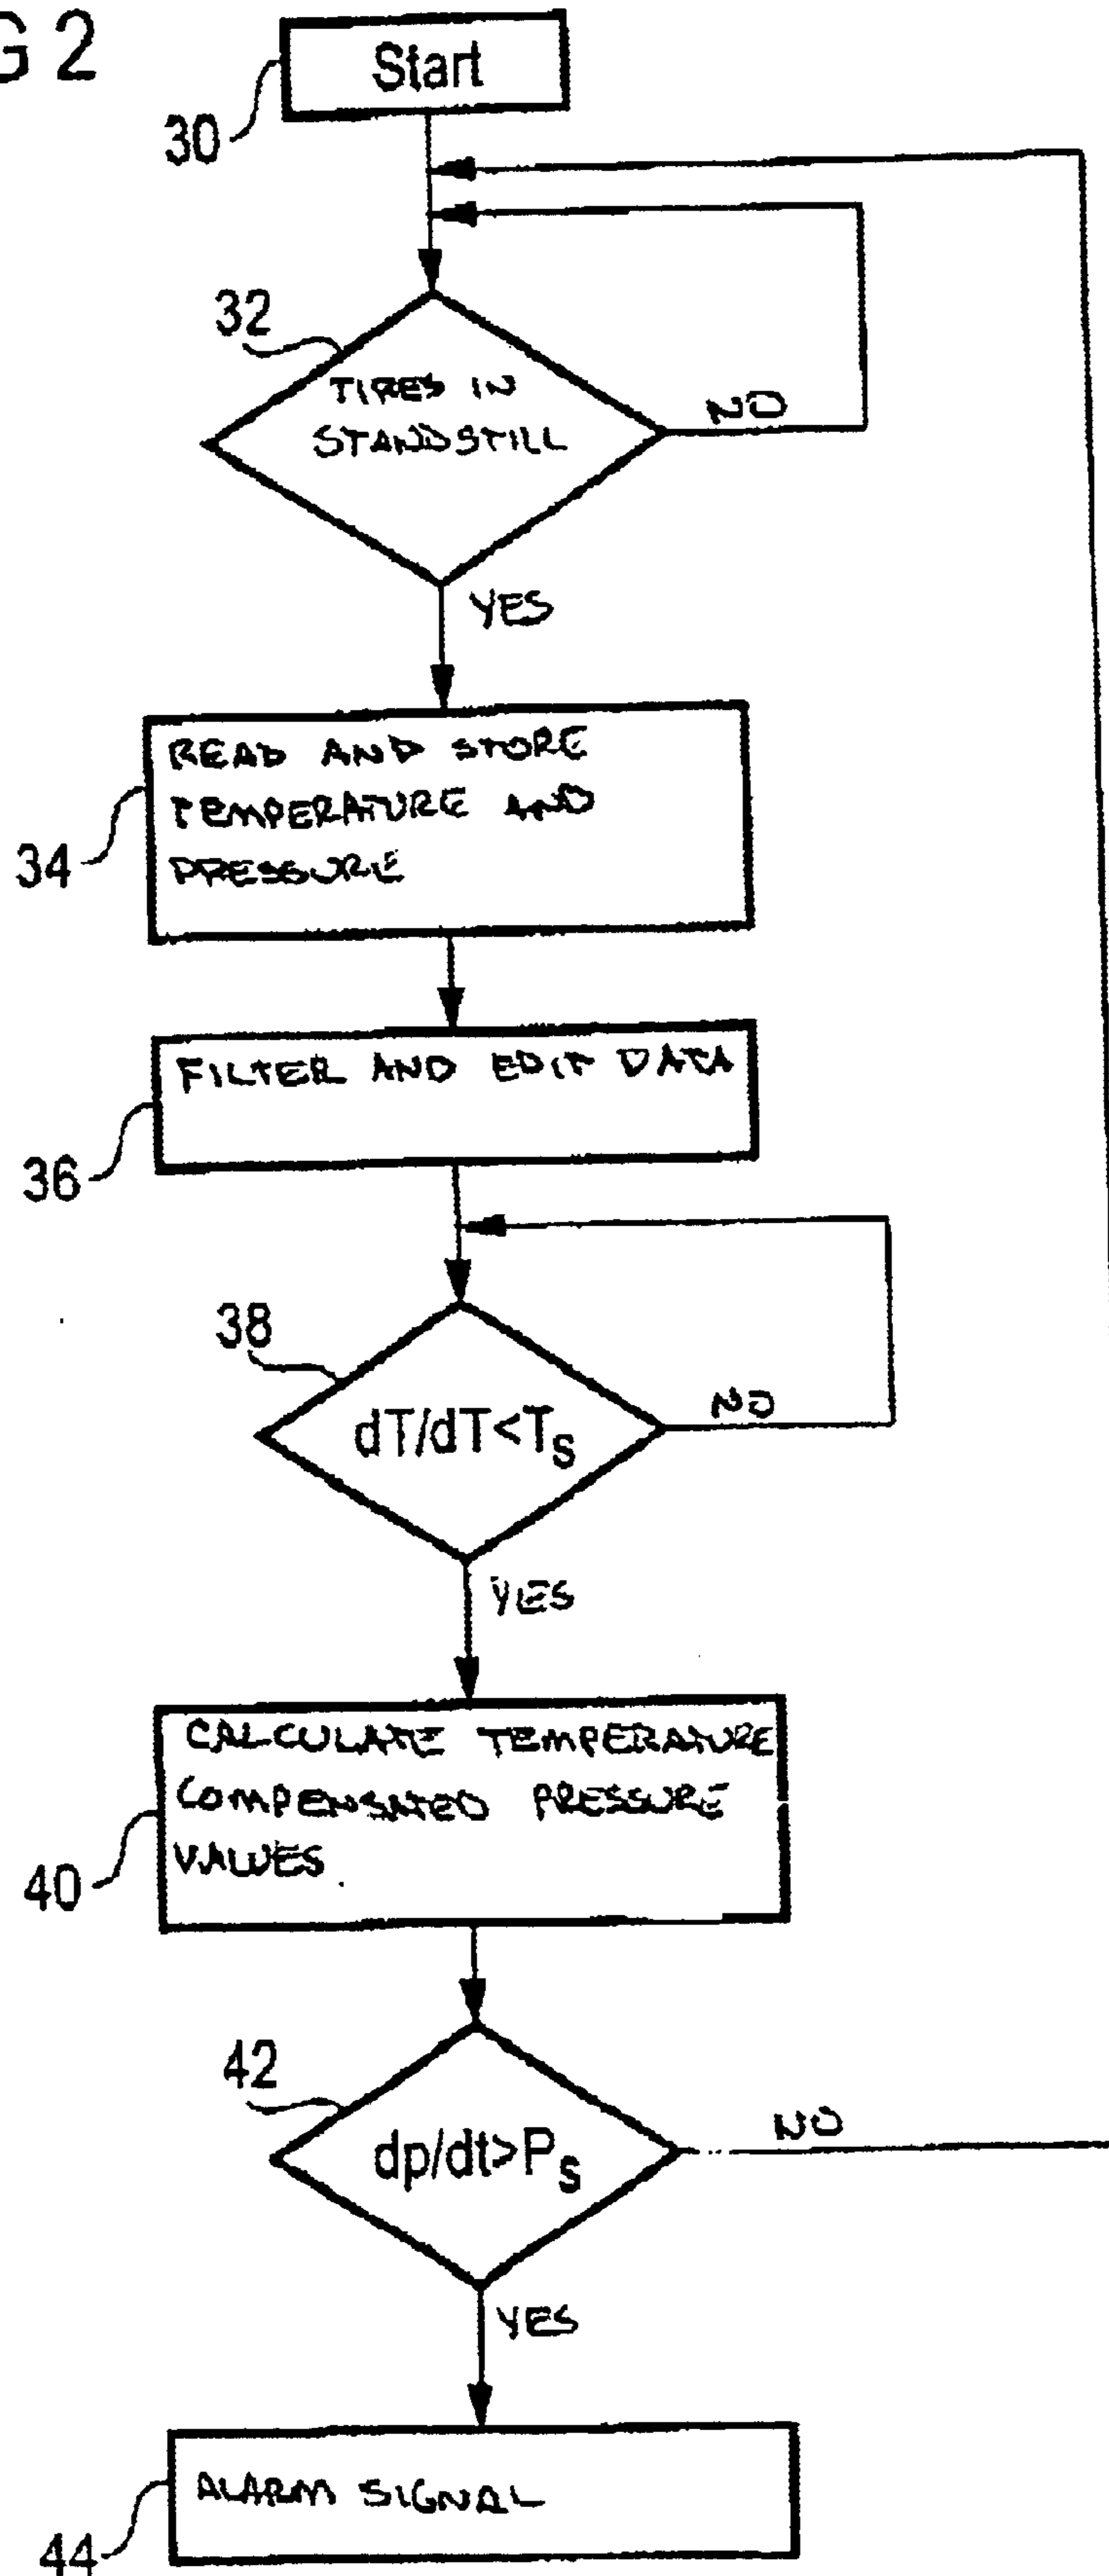 G 2
Start
30
32
TIRES IN
STANDSTILL
NO
YES
READ AND STORE
TEMPERATURE AND
PRESSURE
34
FILTER AND EDIT DATA
36
38
dT/dT<Ts
NO
YES
CALCULATE TEMPERATURE
COMPENSATED PRESSURE
VALUES
40
42
dp/dt>Ps
NO
YES
ALARM SIGNAL
44